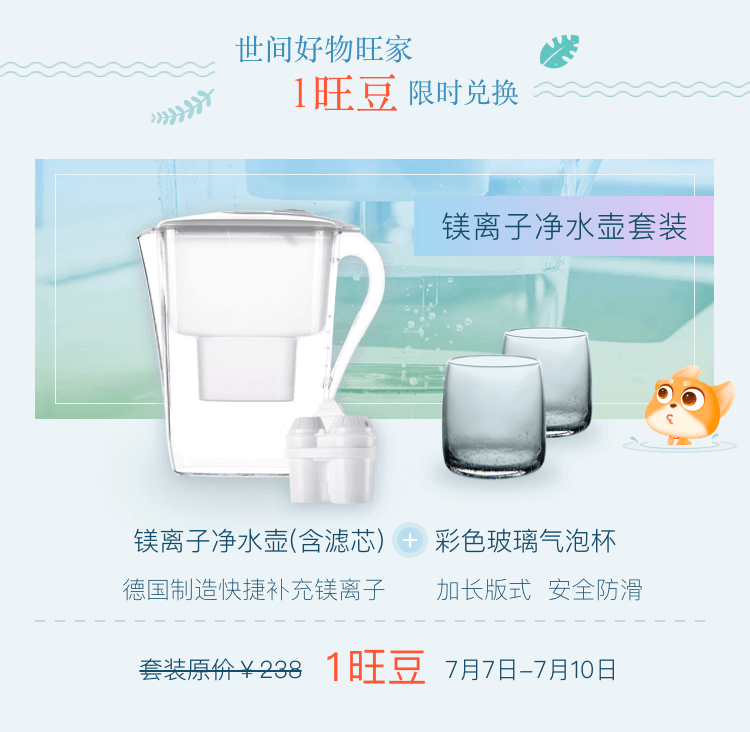 世间好物旺家
1旺豆 限时兑换
镁离子净水壶套装
镁离子净水壶(含滤芯) + 彩色玻璃气泡杯
德国制造快捷补充镁离子 加长版式 安全防滑
套装原价￥238 1旺豆 7月7日-7月10日